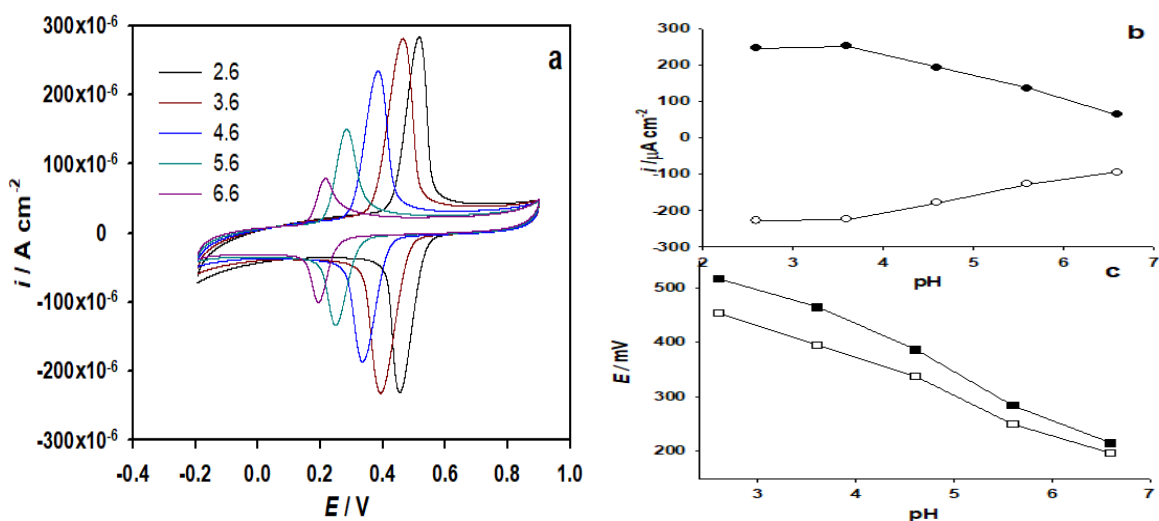 a
300x10⁻⁶
200x10⁻⁶
100x10⁻⁶
0
-100x10⁻⁶
-200x10⁻⁶
-300x10⁻⁶
i / A cm⁻²
2.6
3.6
4.6
5.6
6.6
-0.4 -0.2 0.0 0.2 0.4 0.6 0.8 1.0
E / V
b
300
200
100
0
-100
-200
-300
i / µA cm⁻²
2 3 4 5 6 7
pH
c
500
400
300
200
E / mV
3 4 5 6 7
pH